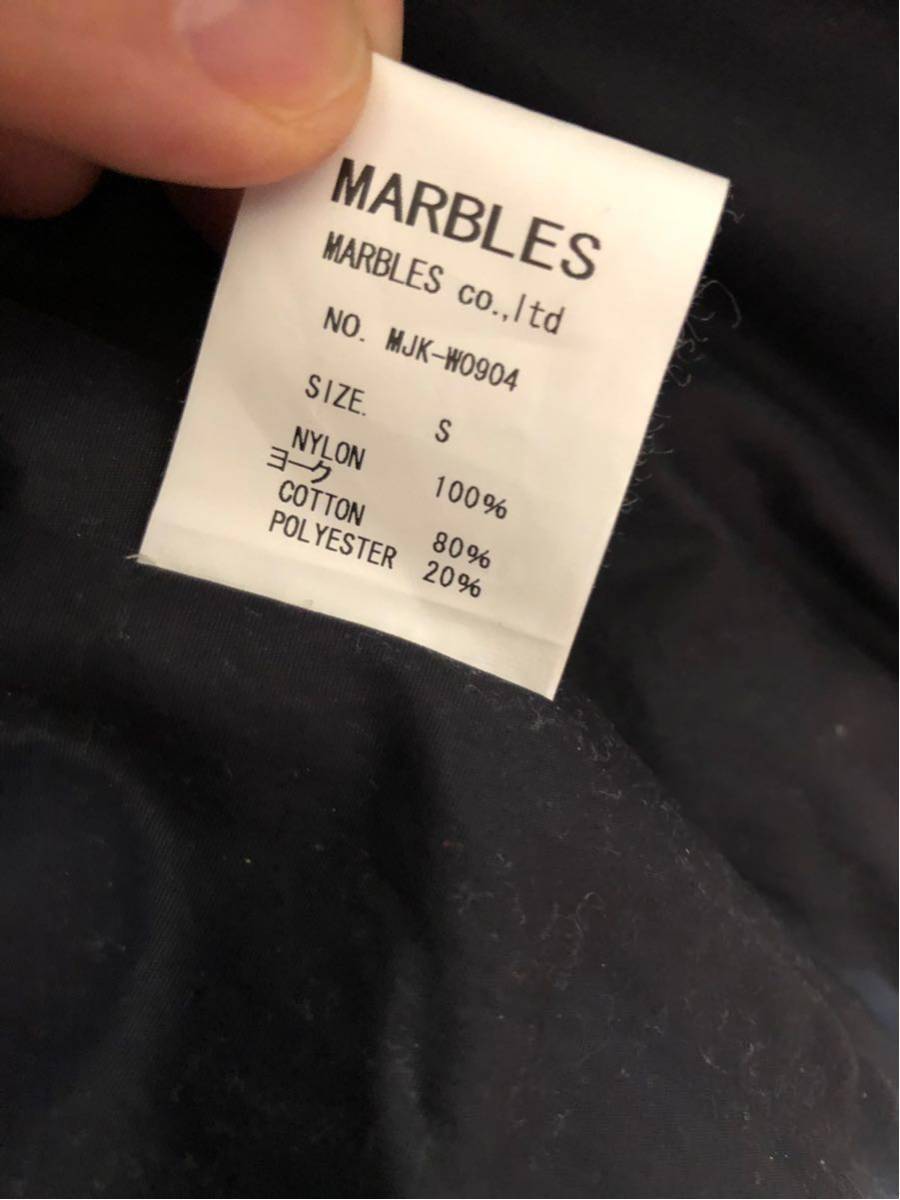 MARBLES
MARBLES co.,ltd
NO. MJK-W0904
SIZE. S
NYLON 100%
ヨーク
COTTON 80%
POLYESTER 20%